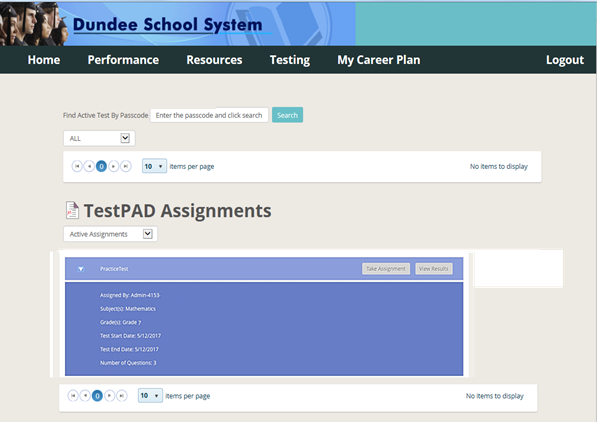 Dundee School System
Home Performance Resources Testing My Career Plan Logout
Find Active Test By Passcode Enter the passcode and click search Search
ALL
0 10 items per page No items to display
TestPAD Assignments
Active Assignments
PracticeTest Take Assignment View Results
Assigned By: Admin-4153
Subject(s): Mathematics
Grade(s): Grade 7
Test Start Date: 5/12/2017
Test End Date: 5/12/2017
Number of Questions: 3
0 10 items per page No items to display